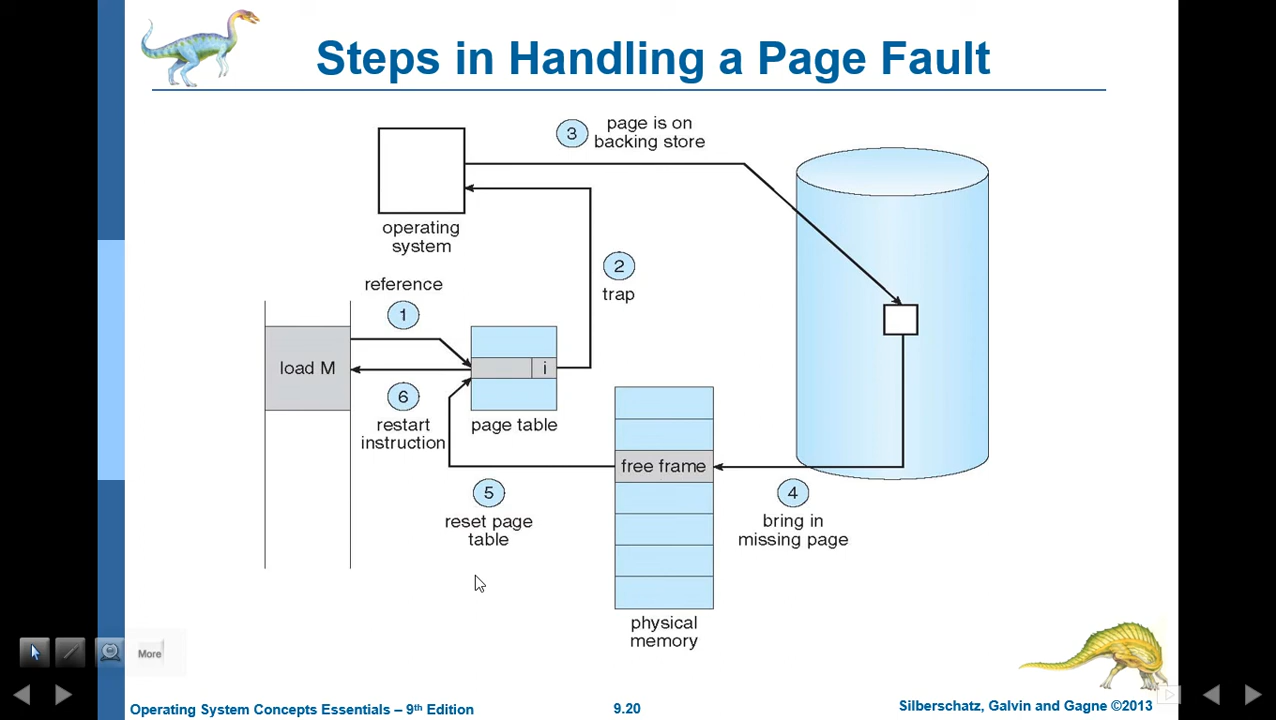 Steps in Handling a Page Fault
3
page is on
backing store
operating
system
2
trap
reference
1
load M
i
6
restart
instruction
page table
free frame
5
reset page
table
4
bring in
missing page
physical
memory
More
Operating System Concepts Essentials – 9th Edition
9.20
Silberschatz, Galvin and Gagne ©2013